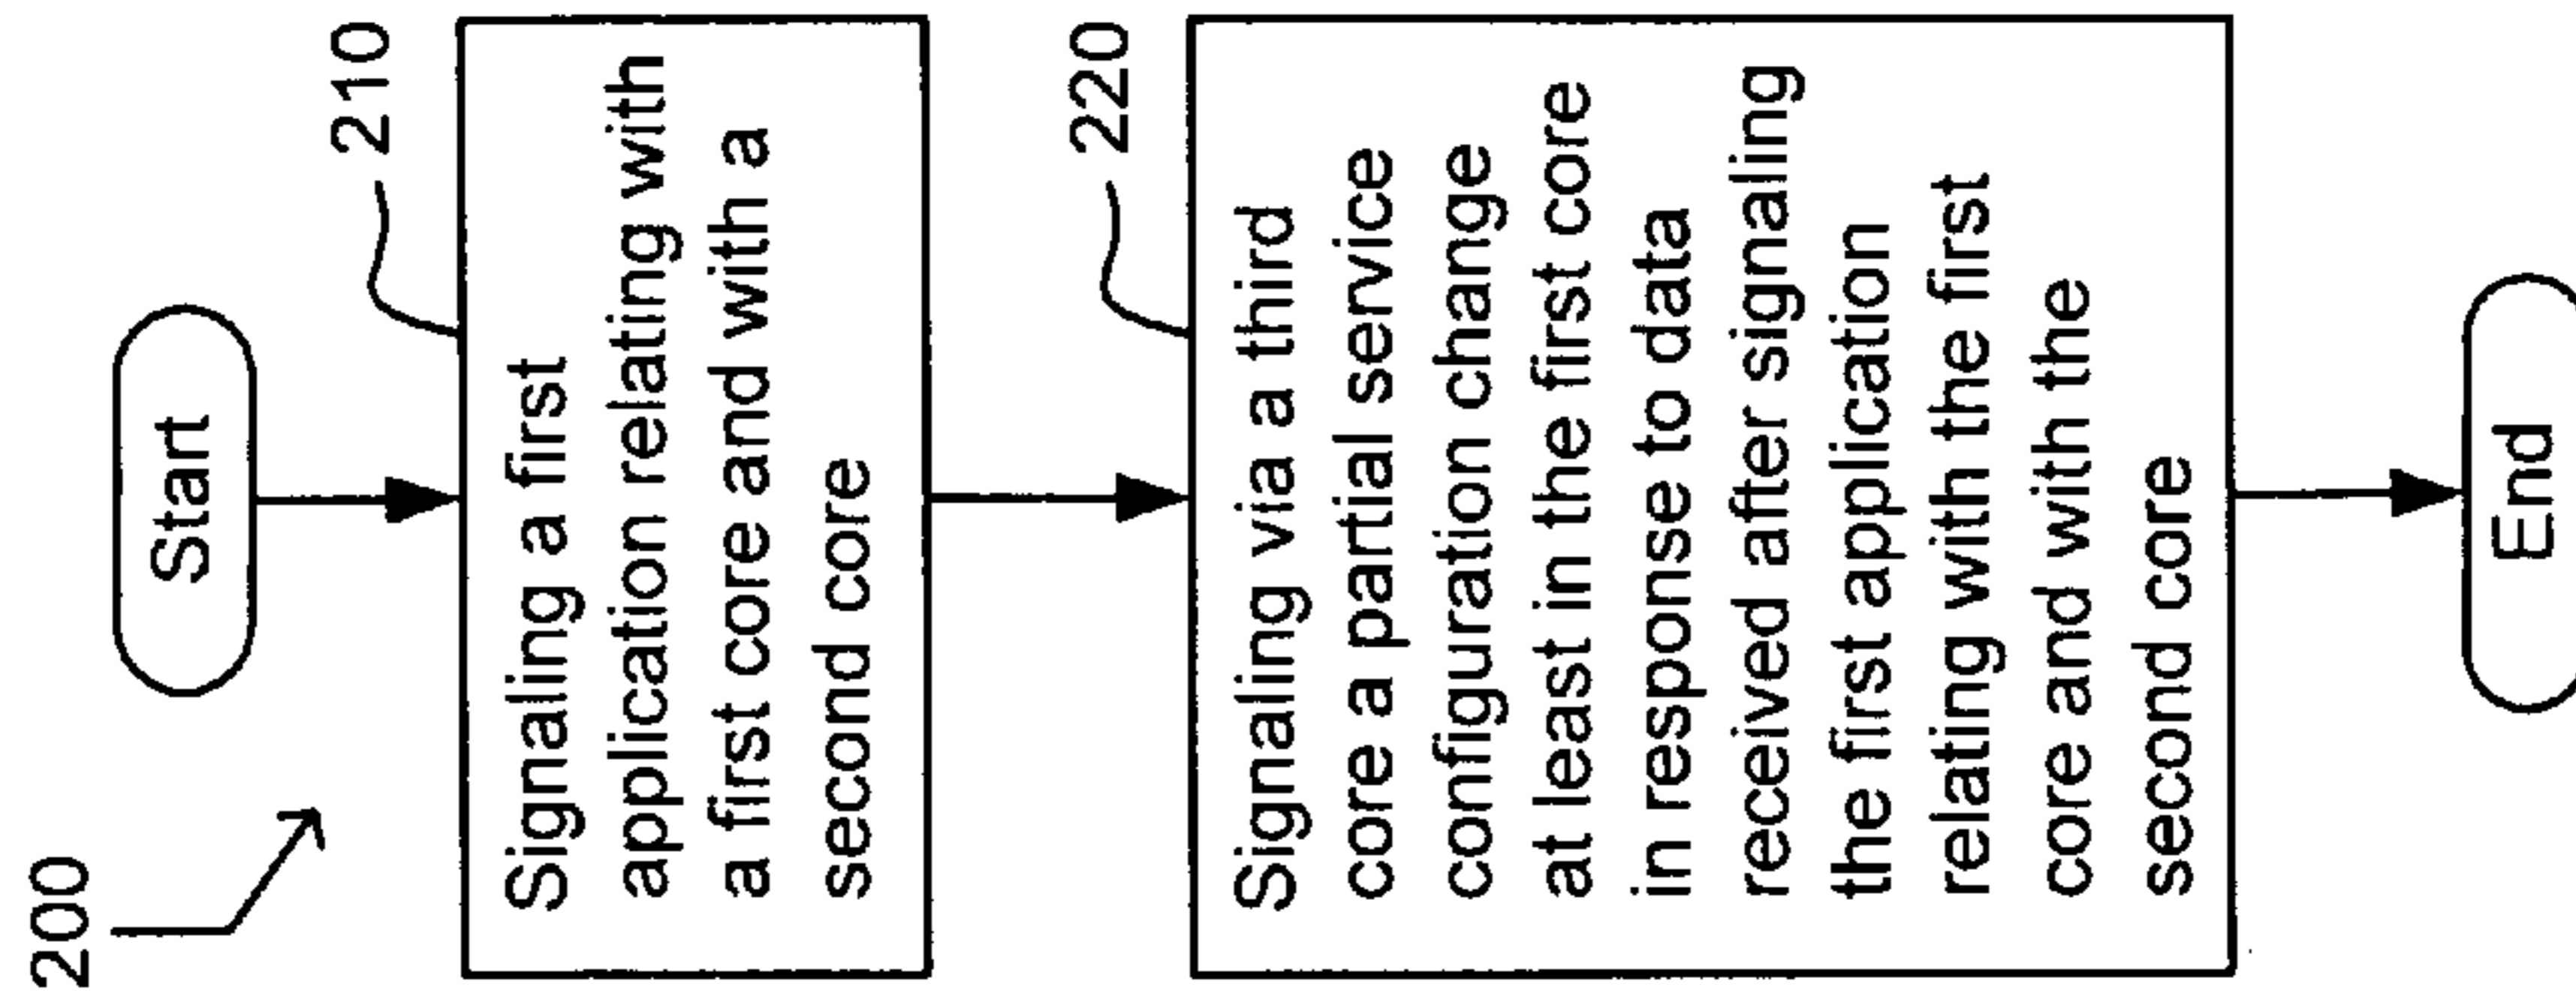 200
Start
210
Signaling a first
application relating with
a first core and with a
second core
220
Signaling via a third
core a partial service
configuration change
at least in the first core
in response to data
received after signaling
the first application
relating with the first
core and with the
second core
End